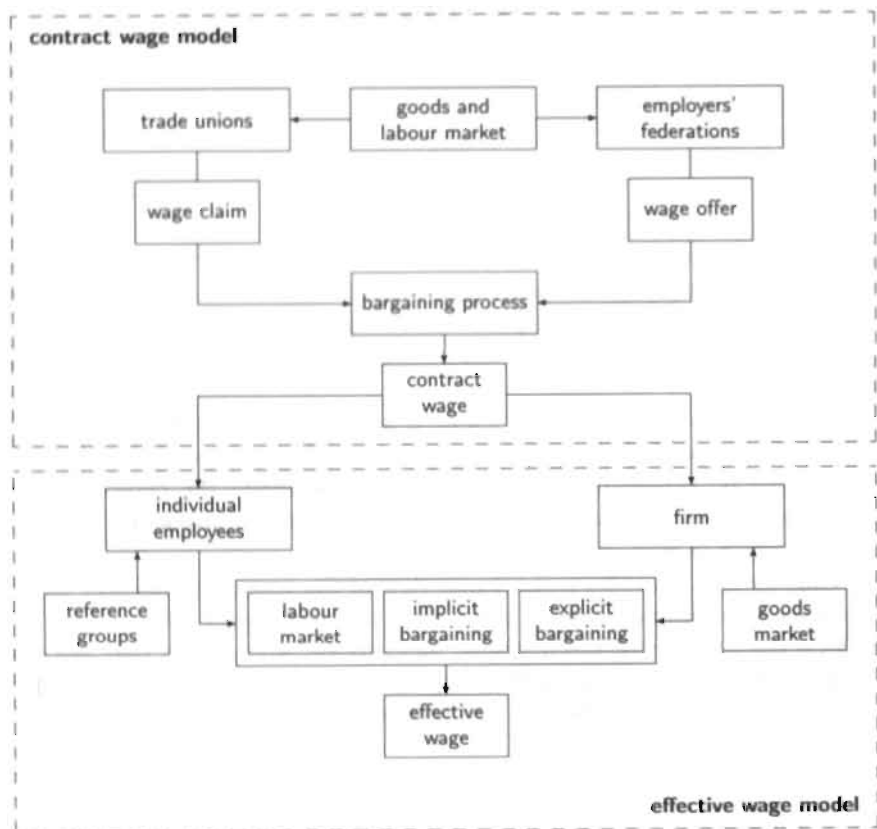 contract wage model
trade unions
goods and
labour market
employers'
federations
wage claim
wage offer
bargaining process
contract
wage
individual
employees
firm
reference
groups
labour
market
implicit
bargaining
explicit
bargaining
goods
market
effective
wage
effective wage model